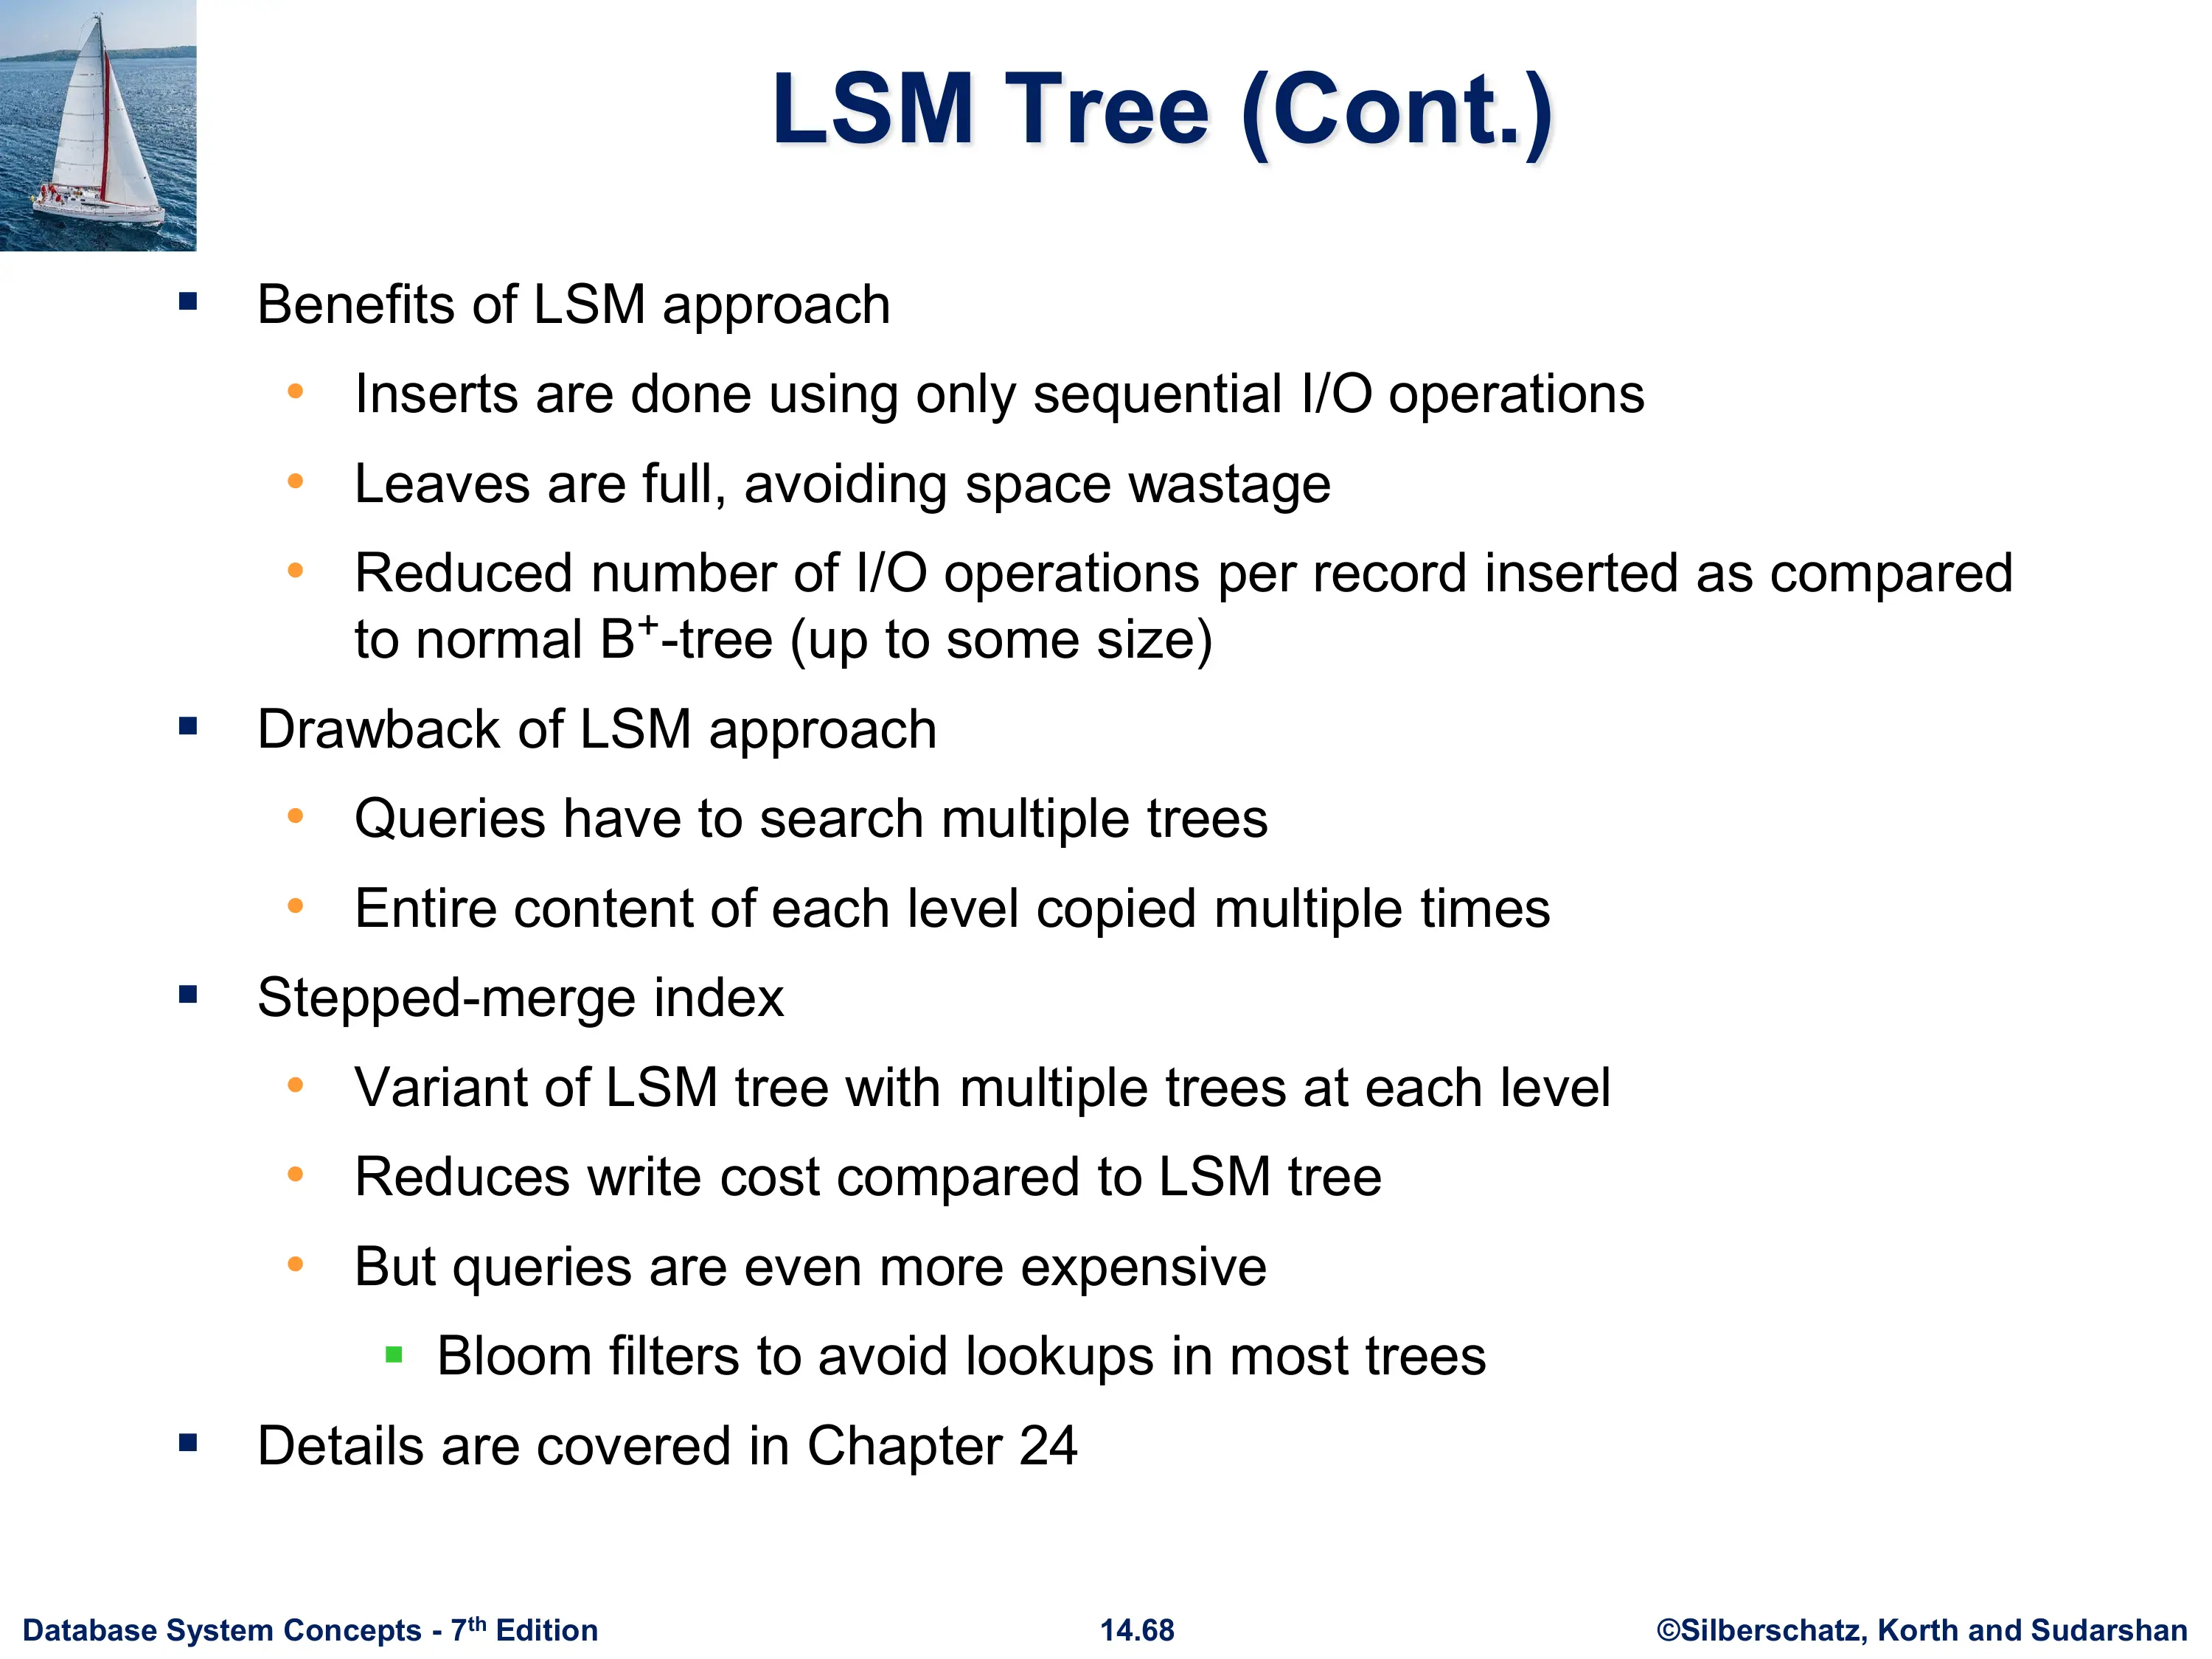 LSM Tree (Cont.)
▪ Benefits of LSM approach
• Inserts are done using only sequential I/O operations
• Leaves are full, avoiding space wastage
• Reduced number of I/O operations per record inserted as compared
to normal B⁺-tree (up to some size)
▪ Drawback of LSM approach
• Queries have to search multiple trees
• Entire content of each level copied multiple times
▪ Stepped-merge index
• Variant of LSM tree with multiple trees at each level
• Reduces write cost compared to LSM tree
• But queries are even more expensive
▪ Bloom filters to avoid lookups in most trees
▪ Details are covered in Chapter 24
Database System Concepts - 7th Edition
14.68
©Silberschatz, Korth and Sudarshan